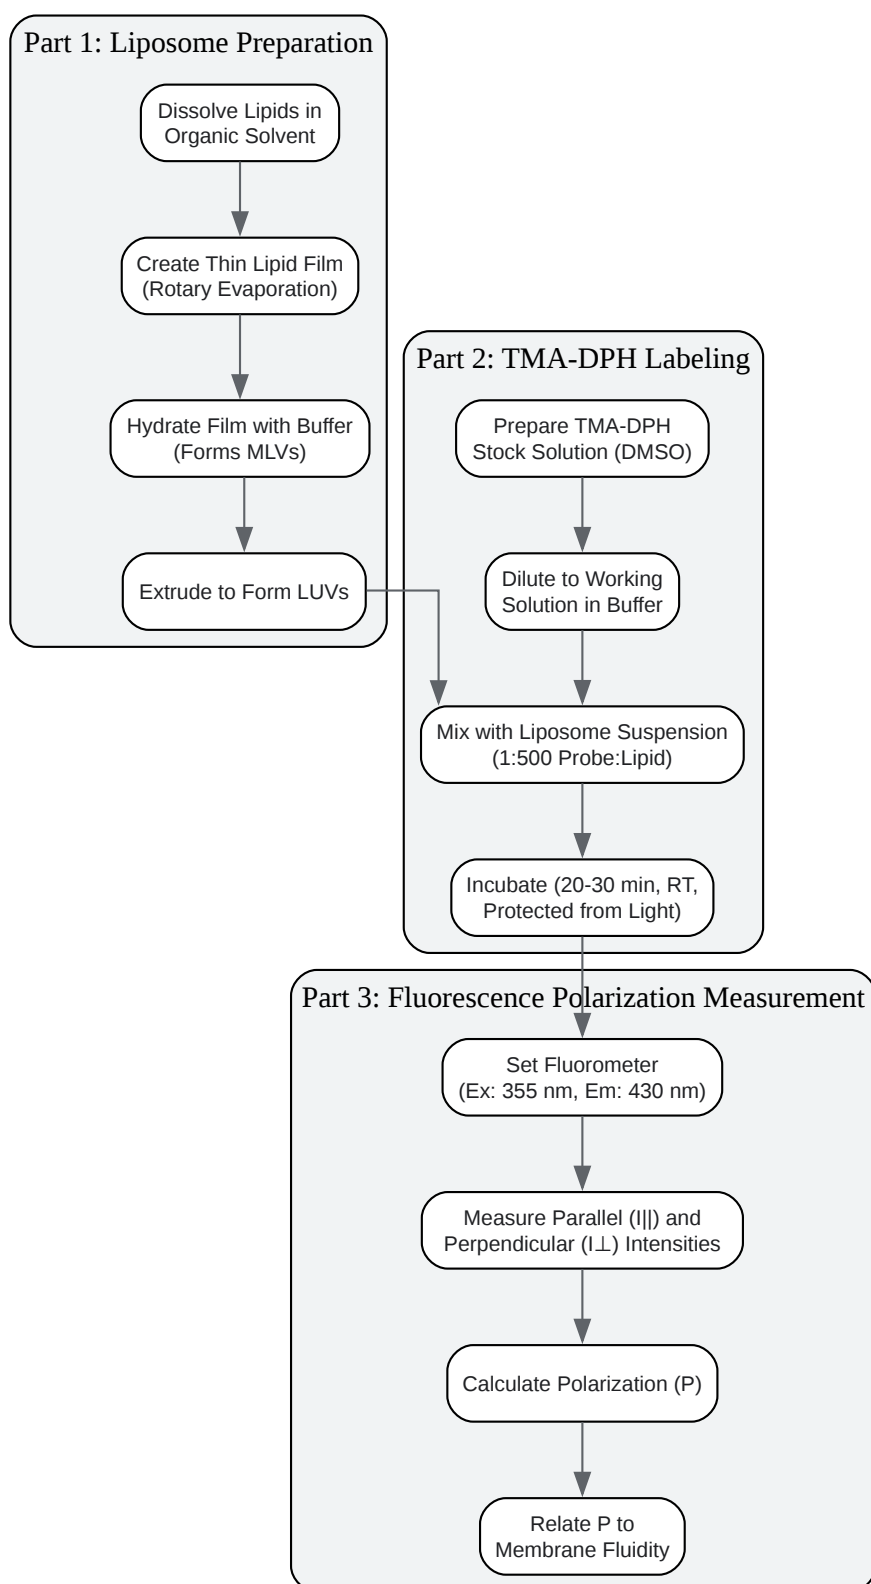 Part 1: Liposome Preparation
Dissolve Lipids in
Organic Solvent
Create Thin Lipid Film
(Rotary Evaporation)
Hydrate Film with Buffer
(Forms MLVs)
Extrude to Form LUVs
Part 2: TMA-DPH Labeling
Prepare TMA-DPH
Stock Solution (DMSO)
Dilute to Working
Solution in Buffer
Mix with Liposome Suspension
(1:500 Probe:Lipid)
Incubate (20-30 min, RT,
Protected from Light)
Part 3: Fluorescence Polarization Measurement
Set Fluorometer
(Ex: 355 nm, Em: 430 nm)
Measure Parallel (I||) and
Perpendicular (I⊥) Intensities
Calculate Polarization (P)
Relate P to
Membrane Fluidity